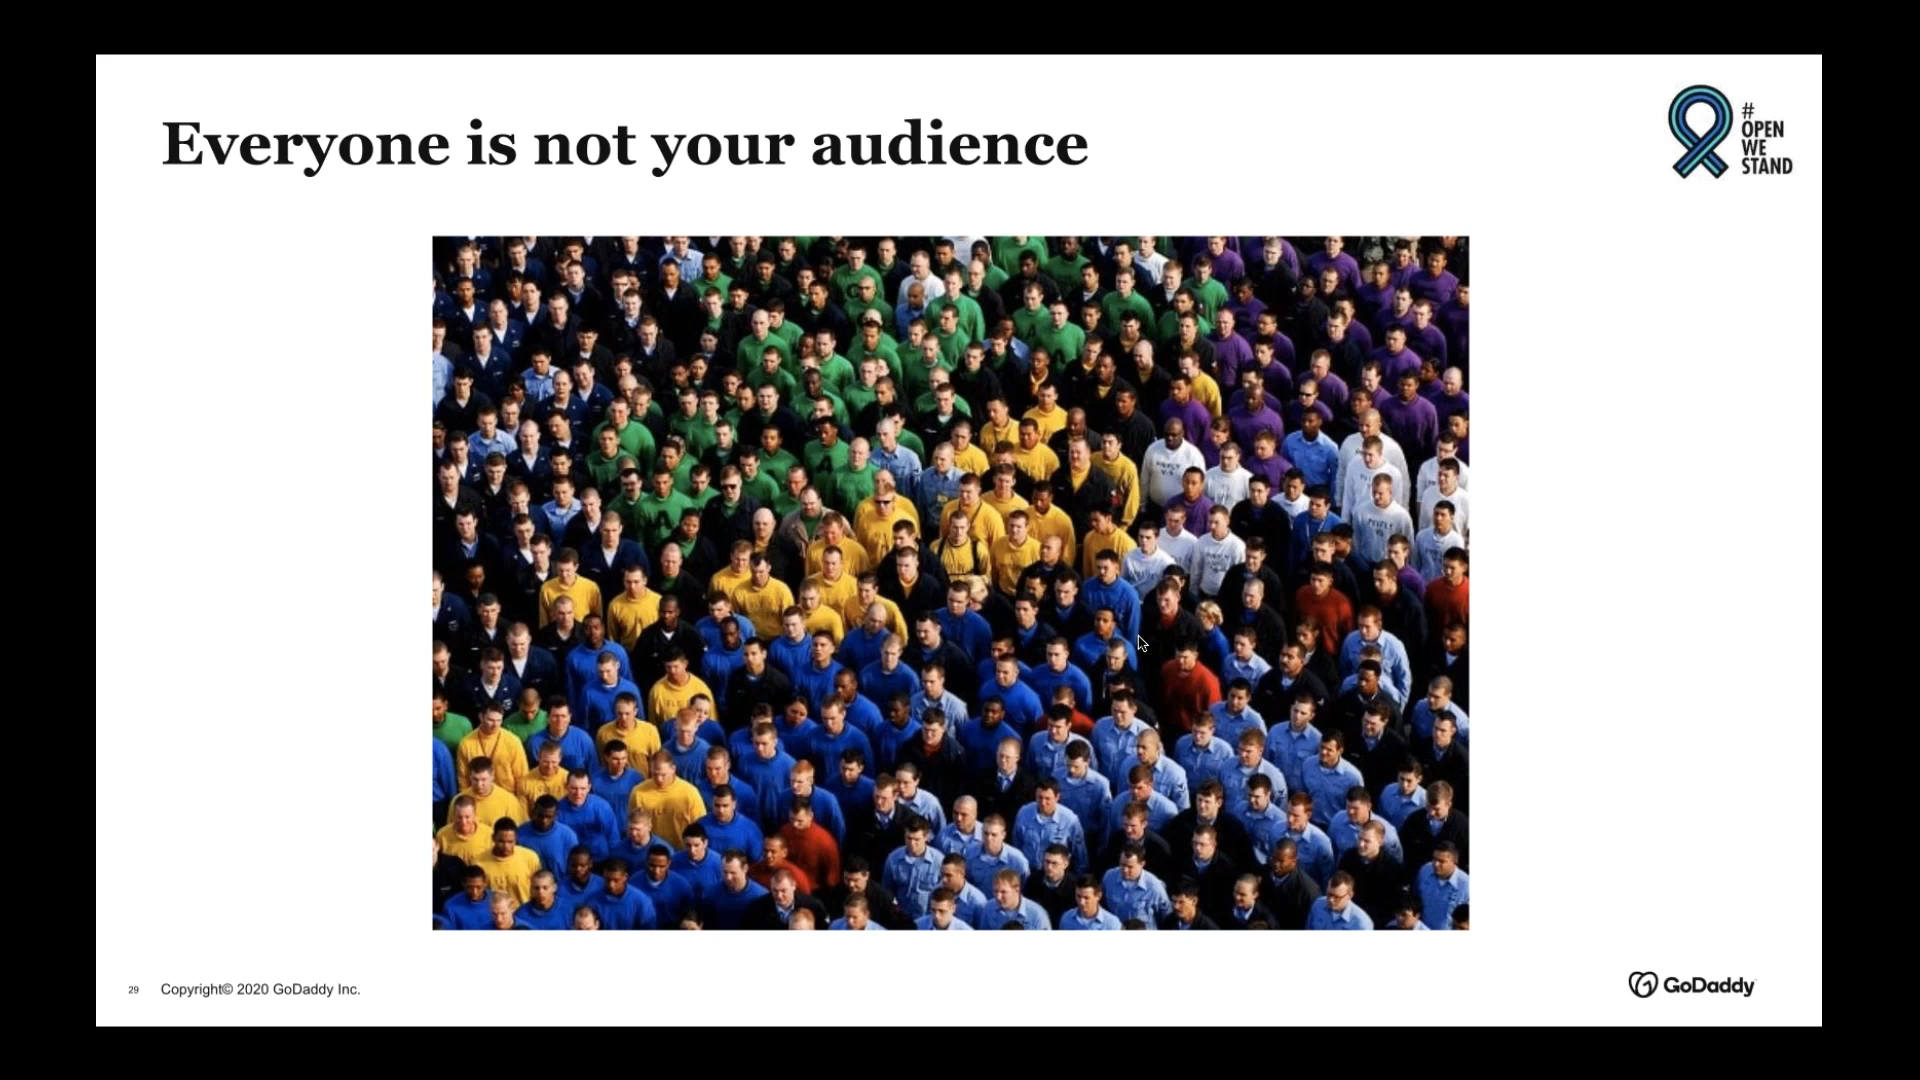 Everyone is not your audience
#
OPEN
WE
STAND
29
Copyright© 2020 GoDaddy Inc.
GoDaddy